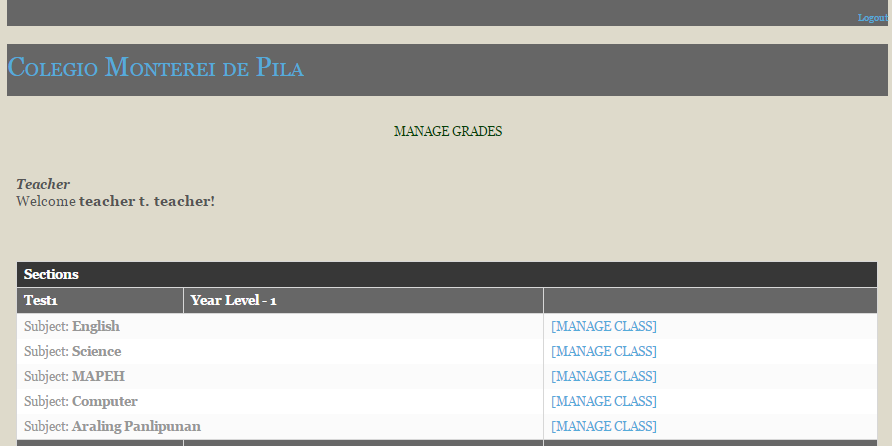 Logout
Colegio Monterei de Pila
MANAGE GRADES
Teacher
Welcome teacher t. teacher!
Sections
Test1 Year Level - 1
Subject: English [MANAGE CLASS]
Subject: Science [MANAGE CLASS]
Subject: MAPEH [MANAGE CLASS]
Subject: Computer [MANAGE CLASS]
Subject: Araling Panlipunan [MANAGE CLASS]